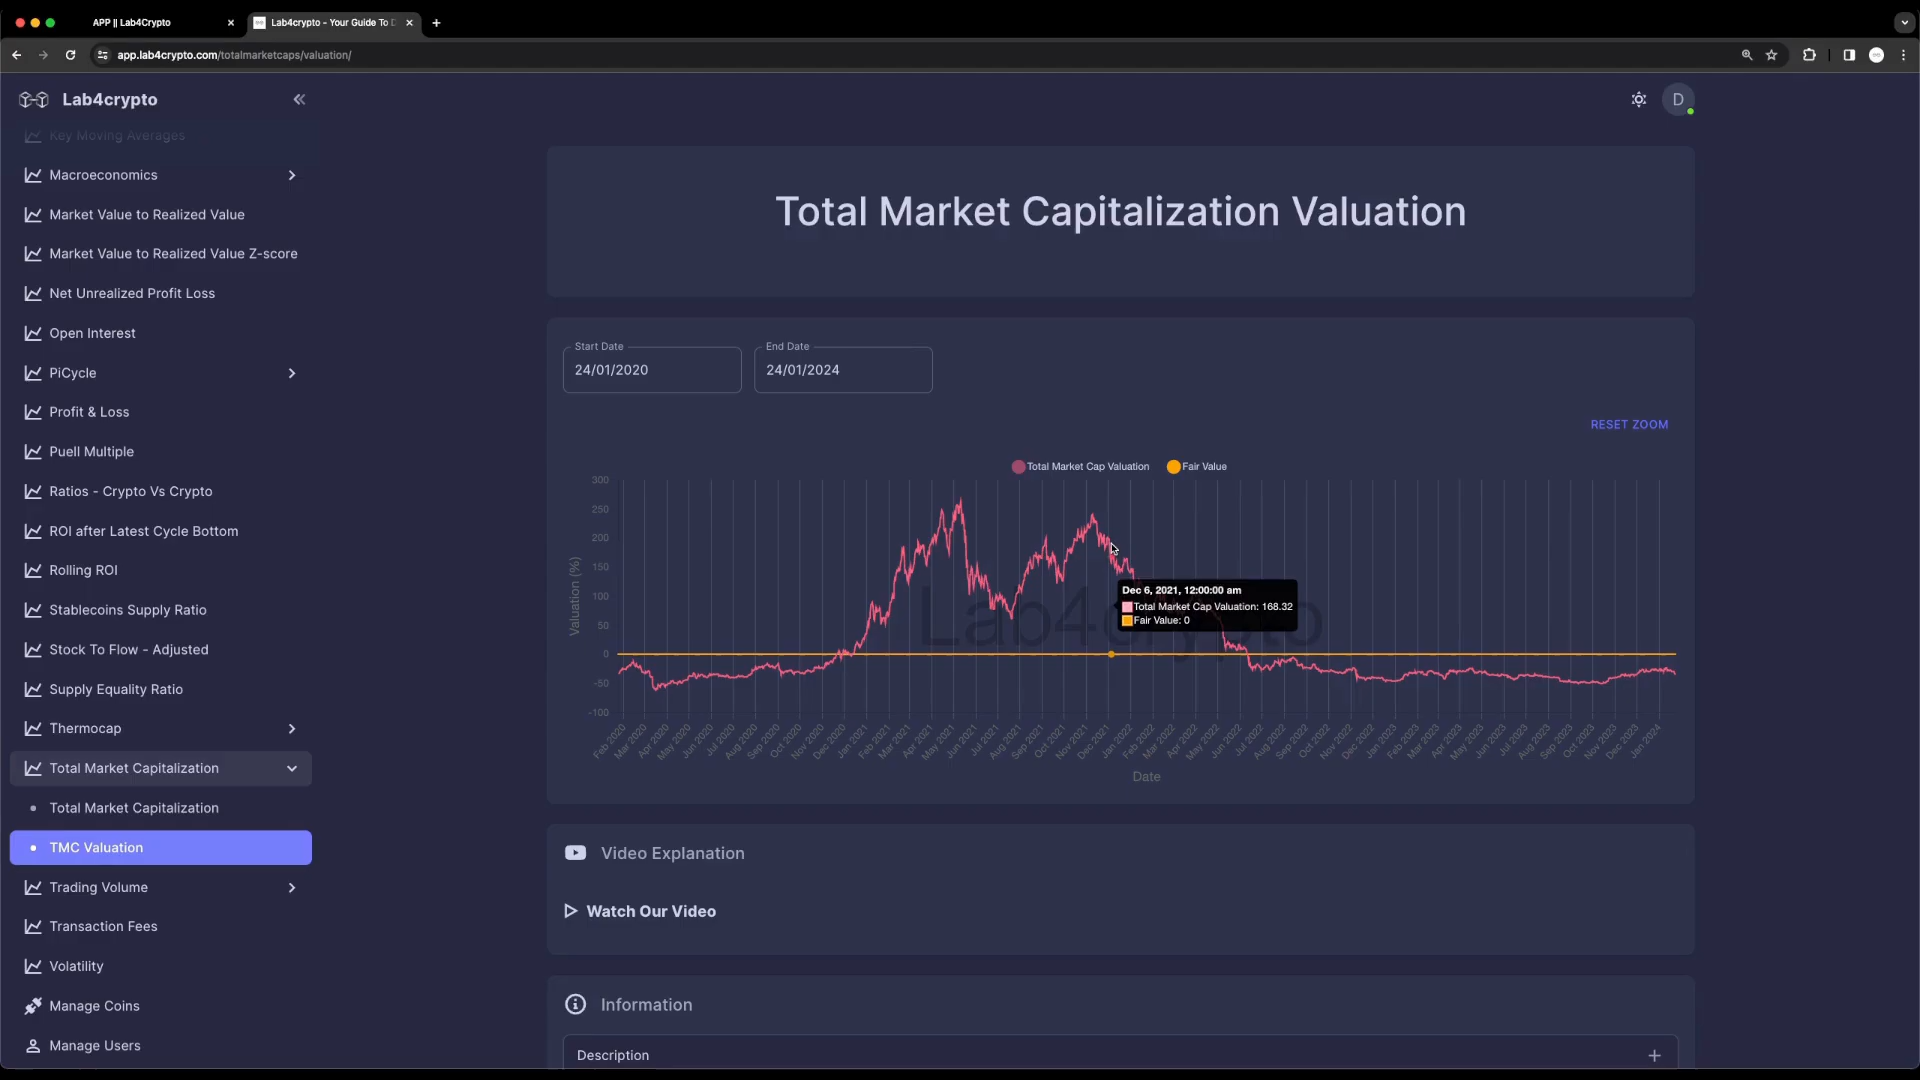 APP || Lab4Crypto
Lab4crypto - Your Guide To D
app.lab4crypto.com/totalmarketcaps/valuation/
Lab4crypto
D
Key Moving Averages
Macroeconomics
Market Value to Realized Value
Market Value to Realized Value Z-score
Net Unrealized Profit Loss
Open Interest
PiCycle
Profit & Loss
Puell Multiple
Ratios - Crypto Vs Crypto
ROI after Latest Cycle Bottom
Rolling ROI
Stablecoins Supply Ratio
Stock To Flow - Adjusted
Supply Equality Ratio
Thermocap
Total Market Capitalization
Total Market Capitalization
TMC Valuation
Trading Volume
Transaction Fees
Volatility
Manage Coins
Manage Users
Total Market Capitalization Valuation
Start Date
24/01/2020
End Date
24/01/2024
RESET ZOOM
Total Market Cap Valuation
Fair Value
300
250
200
150
100
50
0
-50
-100
Valuation (%)
Lab4crypto
Dec 6, 2021, 12:00:00 am
Total Market Cap Valuation: 168.32
Fair Value: 0
Feb 2020
Mar 2020
Apr 2020
May 2020
Jun 2020
Jul 2020
Aug 2020
Sep 2020
Oct 2020
Nov 2020
Dec 2020
Jan 2021
Feb 2021
Mar 2021
Apr 2021
May 2021
Jun 2021
Jul 2021
Aug 2021
Sep 2021
Oct 2021
Nov 2021
Dec 2021
Jan 2022
Feb 2022
Mar 2022
Apr 2022
May 2022
Jun 2022
Jul 2022
Aug 2022
Sep 2022
Oct 2022
Nov 2022
Dec 2022
Jan 2023
Feb 2023
Mar 2023
Apr 2023
May 2023
Jun 2023
Jul 2023
Aug 2023
Sep 2023
Oct 2023
Nov 2023
Dec 2023
Jan 2024
Date
Video Explanation
Watch Our Video
Information
Description